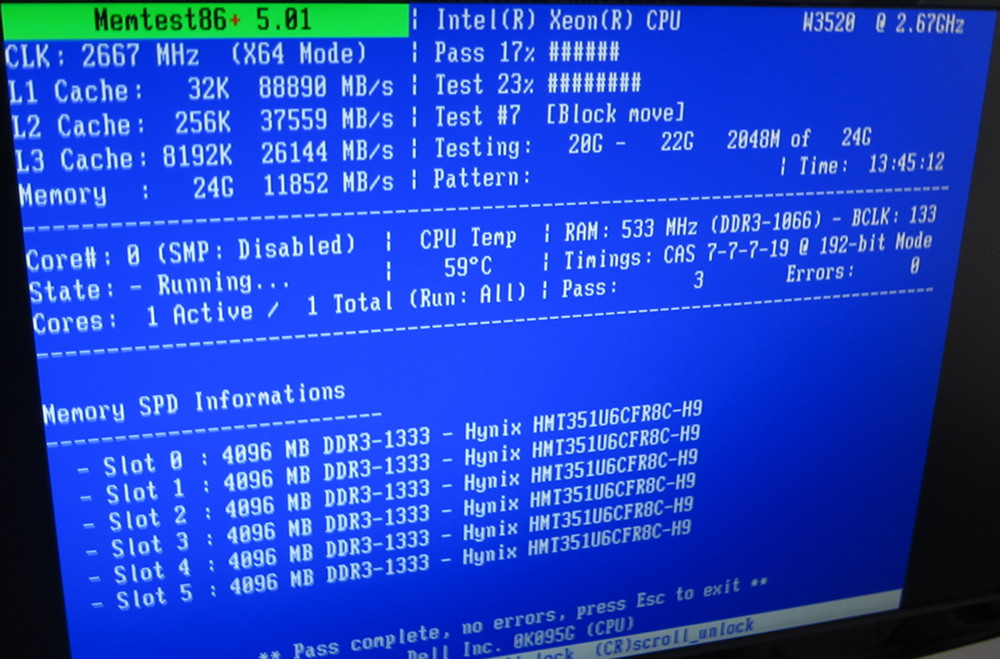 Memtest86+ 5.01 | Intel(R) Xeon(R) CPU W3520 @ 2.67GHz
CLK: 2667 MHz (X64 Mode) | Pass 17% ######
L1 Cache: 32K 88890 MB/s | Test 23% ########
L2 Cache: 256K 37559 MB/s | Test #7 [Block move]
L3 Cache: 8192K 26144 MB/s | Testing: 20G - 22G 2048M of 24G
Memory : 24G 11852 MB/s | Pattern: | Time: 13:45:12
Core#: 0 (SMP: Disabled) | CPU Temp | RAM: 533 MHz (DDR3-1066) - BCLK: 133
State: - Running... | 59°C | Timings: CAS 7-7-7-19 @ 192-bit Mode
Cores: 1 Active / 1 Total (Run: All) | Pass: 3 Errors: 0
Memory SPD Informations
- Slot 0 : 4096 MB DDR3-1333 - Hynix HMT351U6CFR8C-H9
- Slot 1 : 4096 MB DDR3-1333 - Hynix HMT351U6CFR8C-H9
- Slot 2 : 4096 MB DDR3-1333 - Hynix HMT351U6CFR8C-H9
- Slot 3 : 4096 MB DDR3-1333 - Hynix HMT351U6CFR8C-H9
- Slot 4 : 4096 MB DDR3-1333 - Hynix HMT351U6CFR8C-H9
- Slot 5 : 4096 MB DDR3-1333 - Hynix HMT351U6CFR8C-H9
** Pass complete, no errors, press Esc to exit **
Dell Inc. 0K095G (CPU)
(CR)scroll_unlock